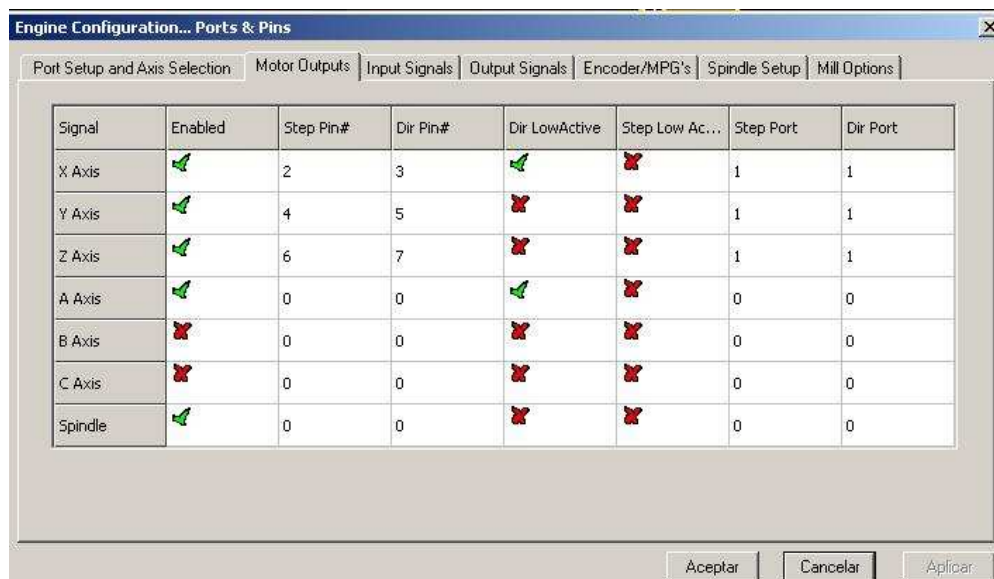 Engine Configuration... Ports & Pins
Port Setup and Axis Selection Motor Outputs Input Signals Output Signals Encoder/MPG's Spindle Setup Mill Options
Signal Enabled Step Pin# Dir Pin# Dir LowActive Step Low Ac... Step Port Dir Port
X Axis 2 3 1 1
Y Axis 4 5 1 1
Z Axis 6 7 1 1
A Axis 0 0 0 0
B Axis 0 0 0 0
C Axis 0 0 0 0
Spindle 0 0 0 0
Aceptar Cancelar Aplicar